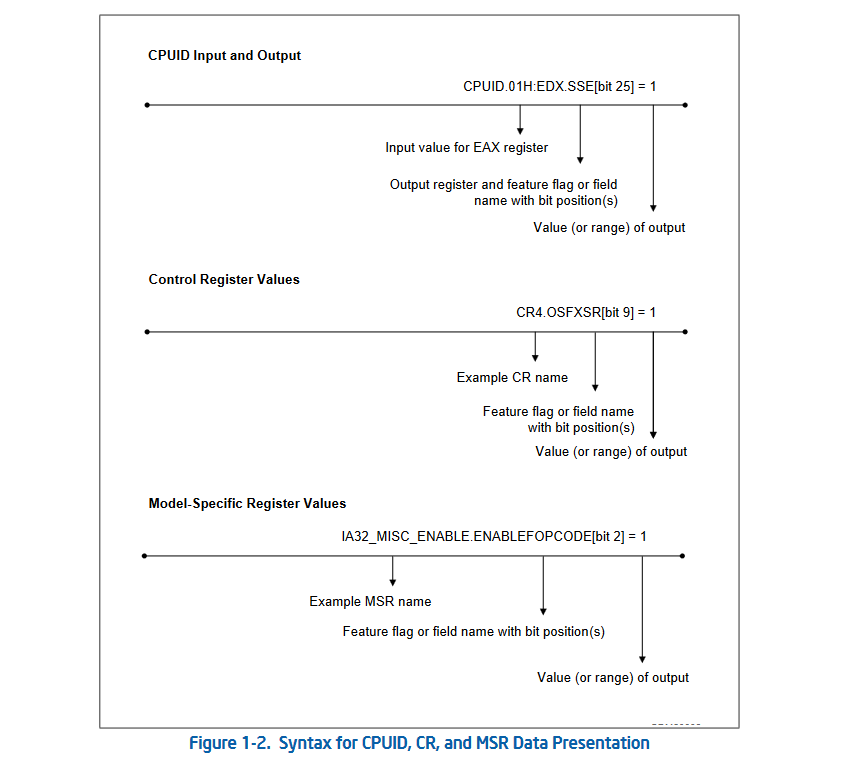 CPUID Input and Output
CPUID.01H:EDX.SSE[bit 25] = 1
Input value for EAX register
Output register and feature flag or field
name with bit position(s)
Value (or range) of output
Control Register Values
CR4.OSFXSR[bit 9] = 1
Example CR name
Feature flag or field name
with bit position(s)
Value (or range) of output
Model-Specific Register Values
IA32_MISC_ENABLE.ENABLEFOPCODE[bit 2] = 1
Example MSR name
Feature flag or field name with bit position(s)
Value (or range) of output
Figure 1-2. Syntax for CPUID, CR, and MSR Data Presentation